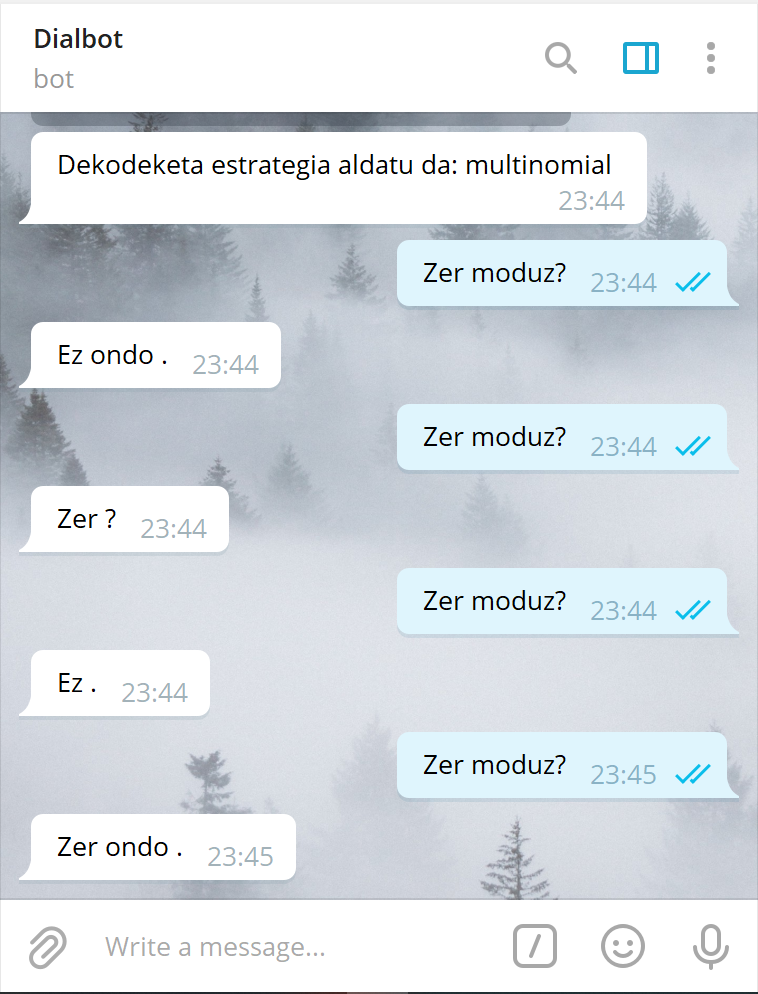 Dialbot
bot
Dekodeketa estrategia aldatu da: multinomial
23:44
Zer moduz? 23:44
Ez ondo . 23:44
Zer moduz? 23:44
Zer ? 23:44
Zer moduz? 23:44
Ez . 23:44
Zer moduz? 23:45
Zer ondo . 23:45
Write a message...